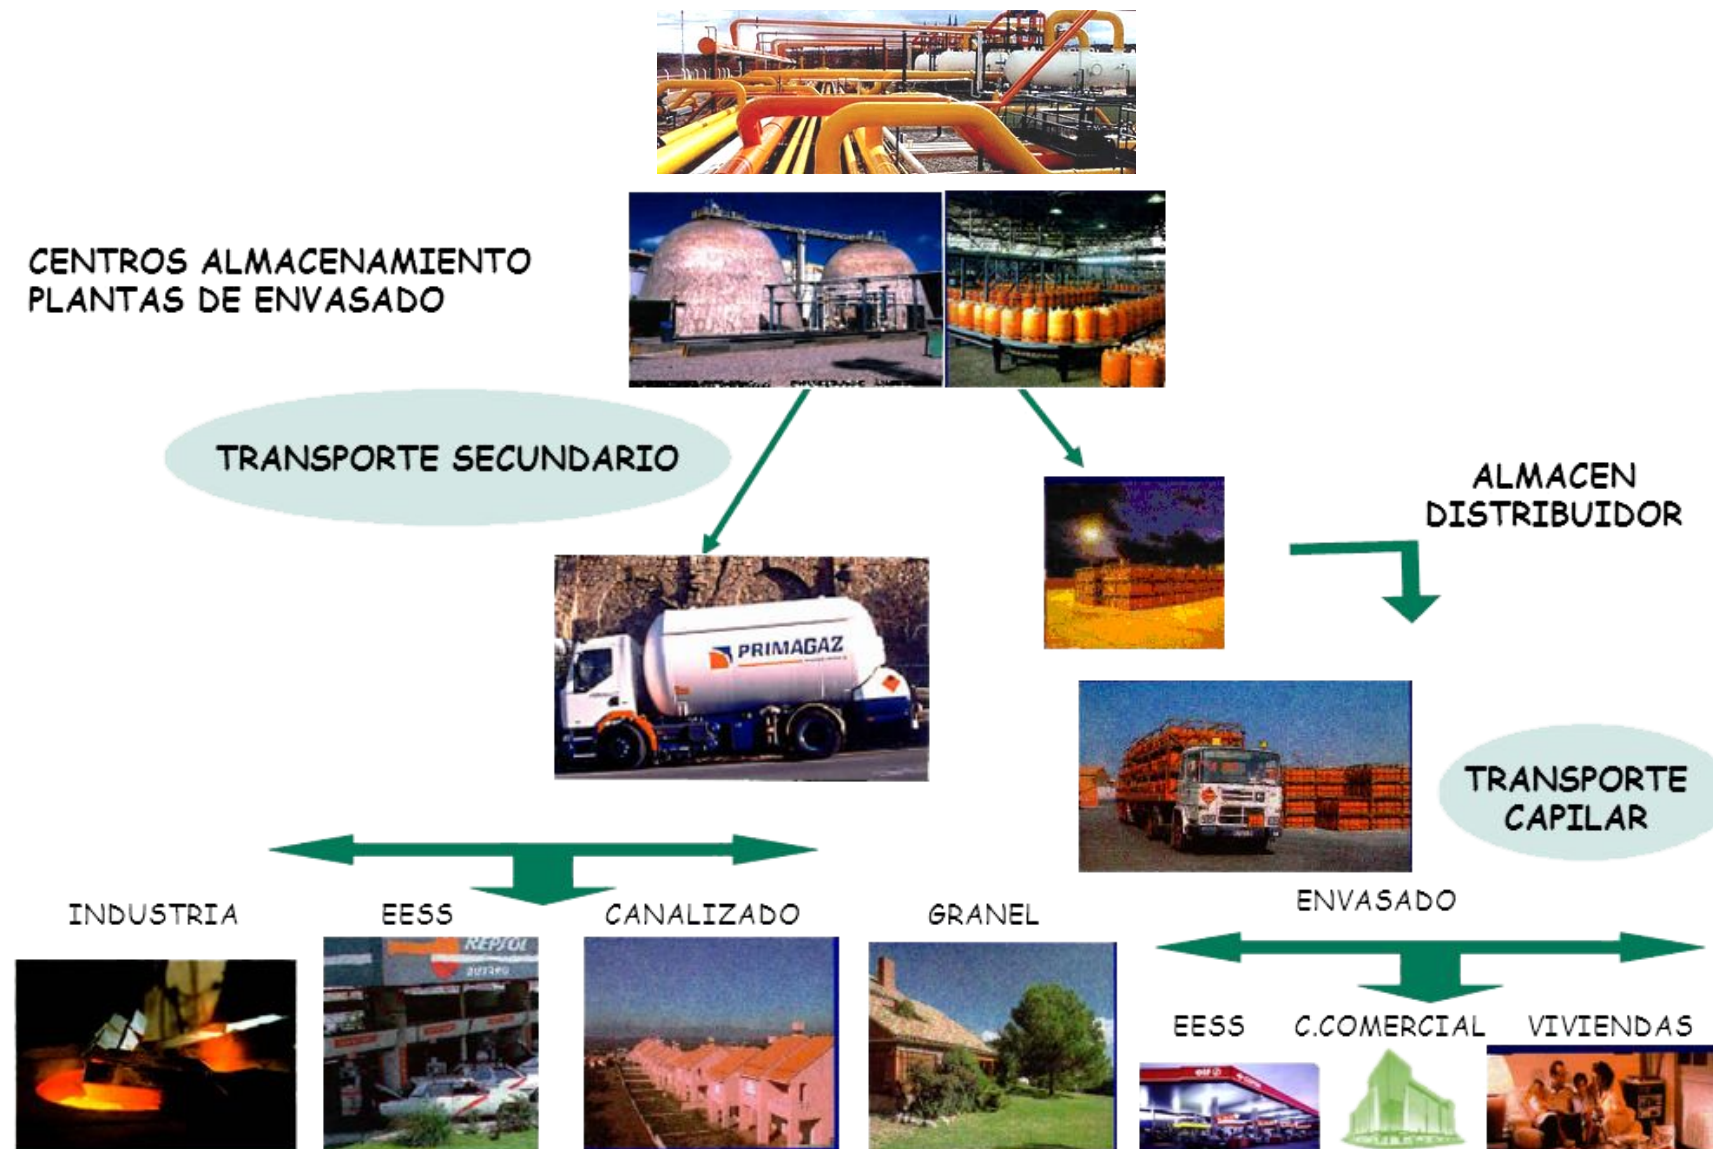 CENTROS ALMACENAMIENTO
PLANTAS DE ENVASADO
TRANSPORTE SECUNDARIO
ALMACEN
DISTRIBUIDOR
PRIMAGAZ
TRANSPORTE
CAPILAR
INDUSTRIA
EESS
CANALIZADO
GRANEL
ENVASADO
REPSOL
EESS
C.COMERCIAL
VIVIENDAS
elf